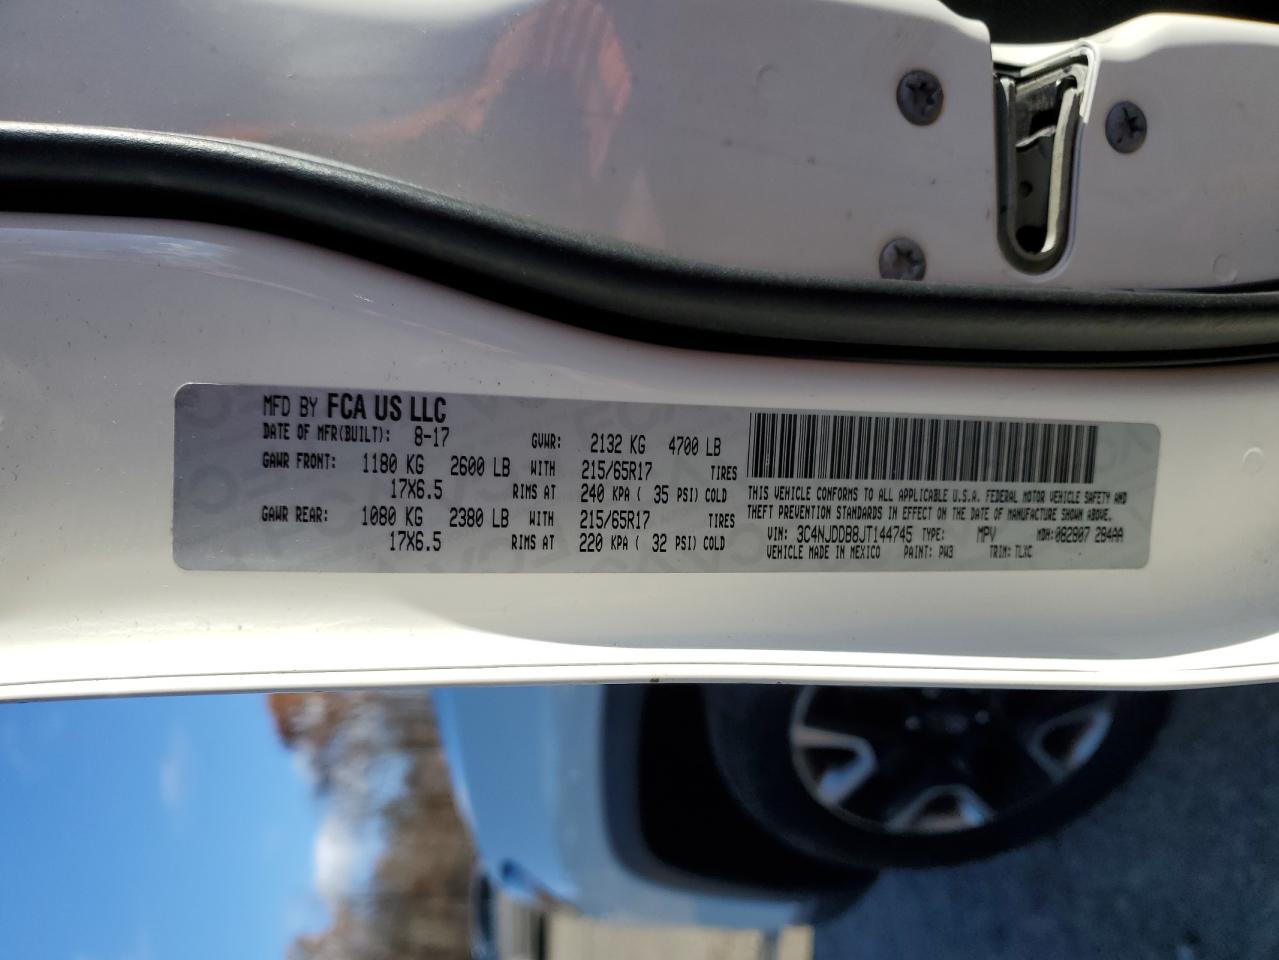 MFD BY FCA US LLC
DATE OF MFR(BUILT): 8-17 GVWR: 2132 KG 4700 LB
GAWR FRONT: 1180 KG 2600 LB WITH 215/65R17 TIRES
17X6.5 RIMS AT 240 KPA ( 35 PSI) COLD
GAWR REAR: 1080 KG 2380 LB WITH 215/65R17 TIRES
17X6.5 RIMS AT 220 KPA ( 32 PSI) COLD
THIS VEHICLE CONFORMS TO ALL APPLICABLE U.S.A. FEDERAL MOTOR VEHICLE SAFETY AND
THEFT PREVENTION STANDARDS IN EFFECT ON THE DATE OF MANUFACTURE SHOWN ABOVE.
VIN: 3C4NJDDB8JT144745 TYPE: MPV MDH:082807 284AA
VEHICLE MADE IN MEXICO PAINT: PW3 TRIM: TLXC